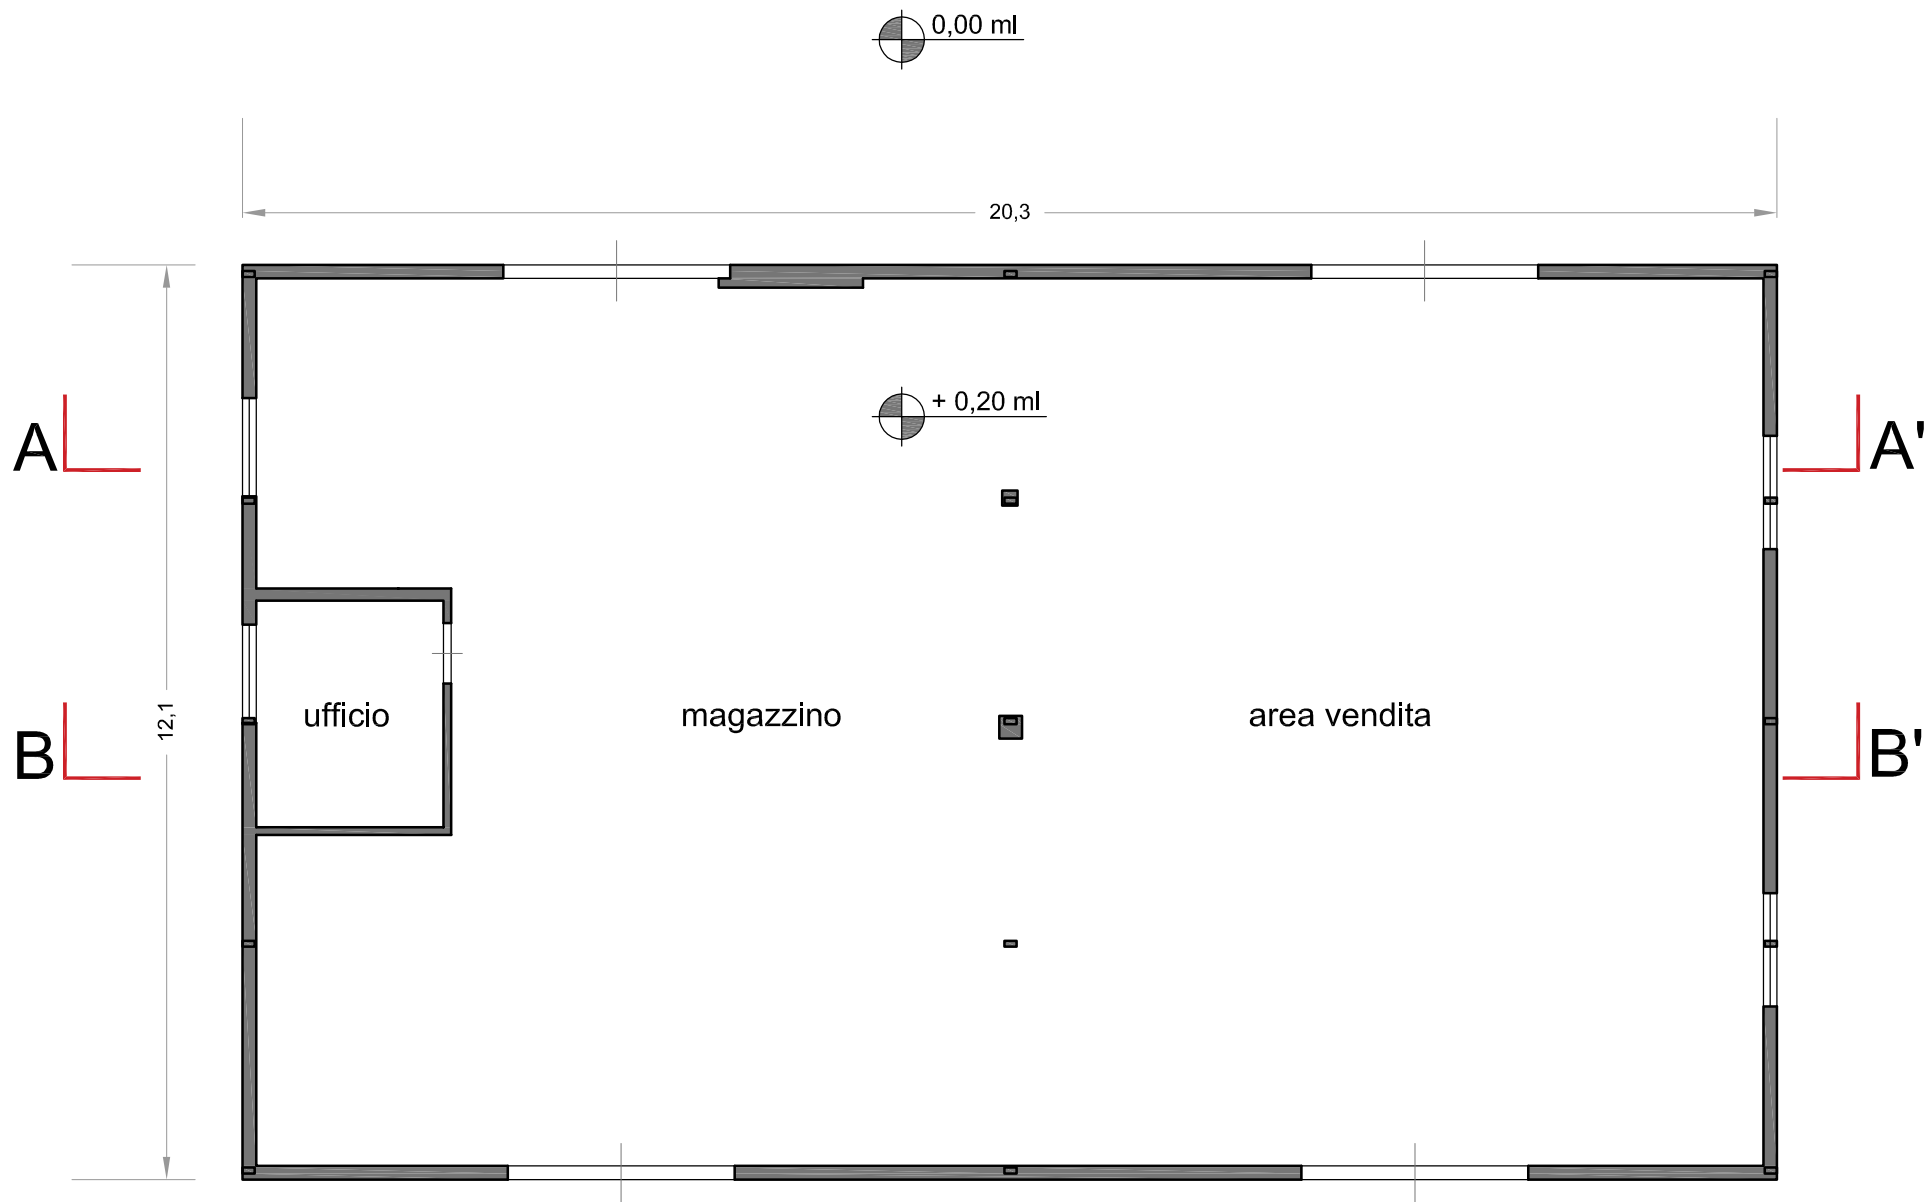 0,00 ml
20,3
+ 0,20 ml
A
A'
12,1
ufficio
magazzino
area vendita
B
B'